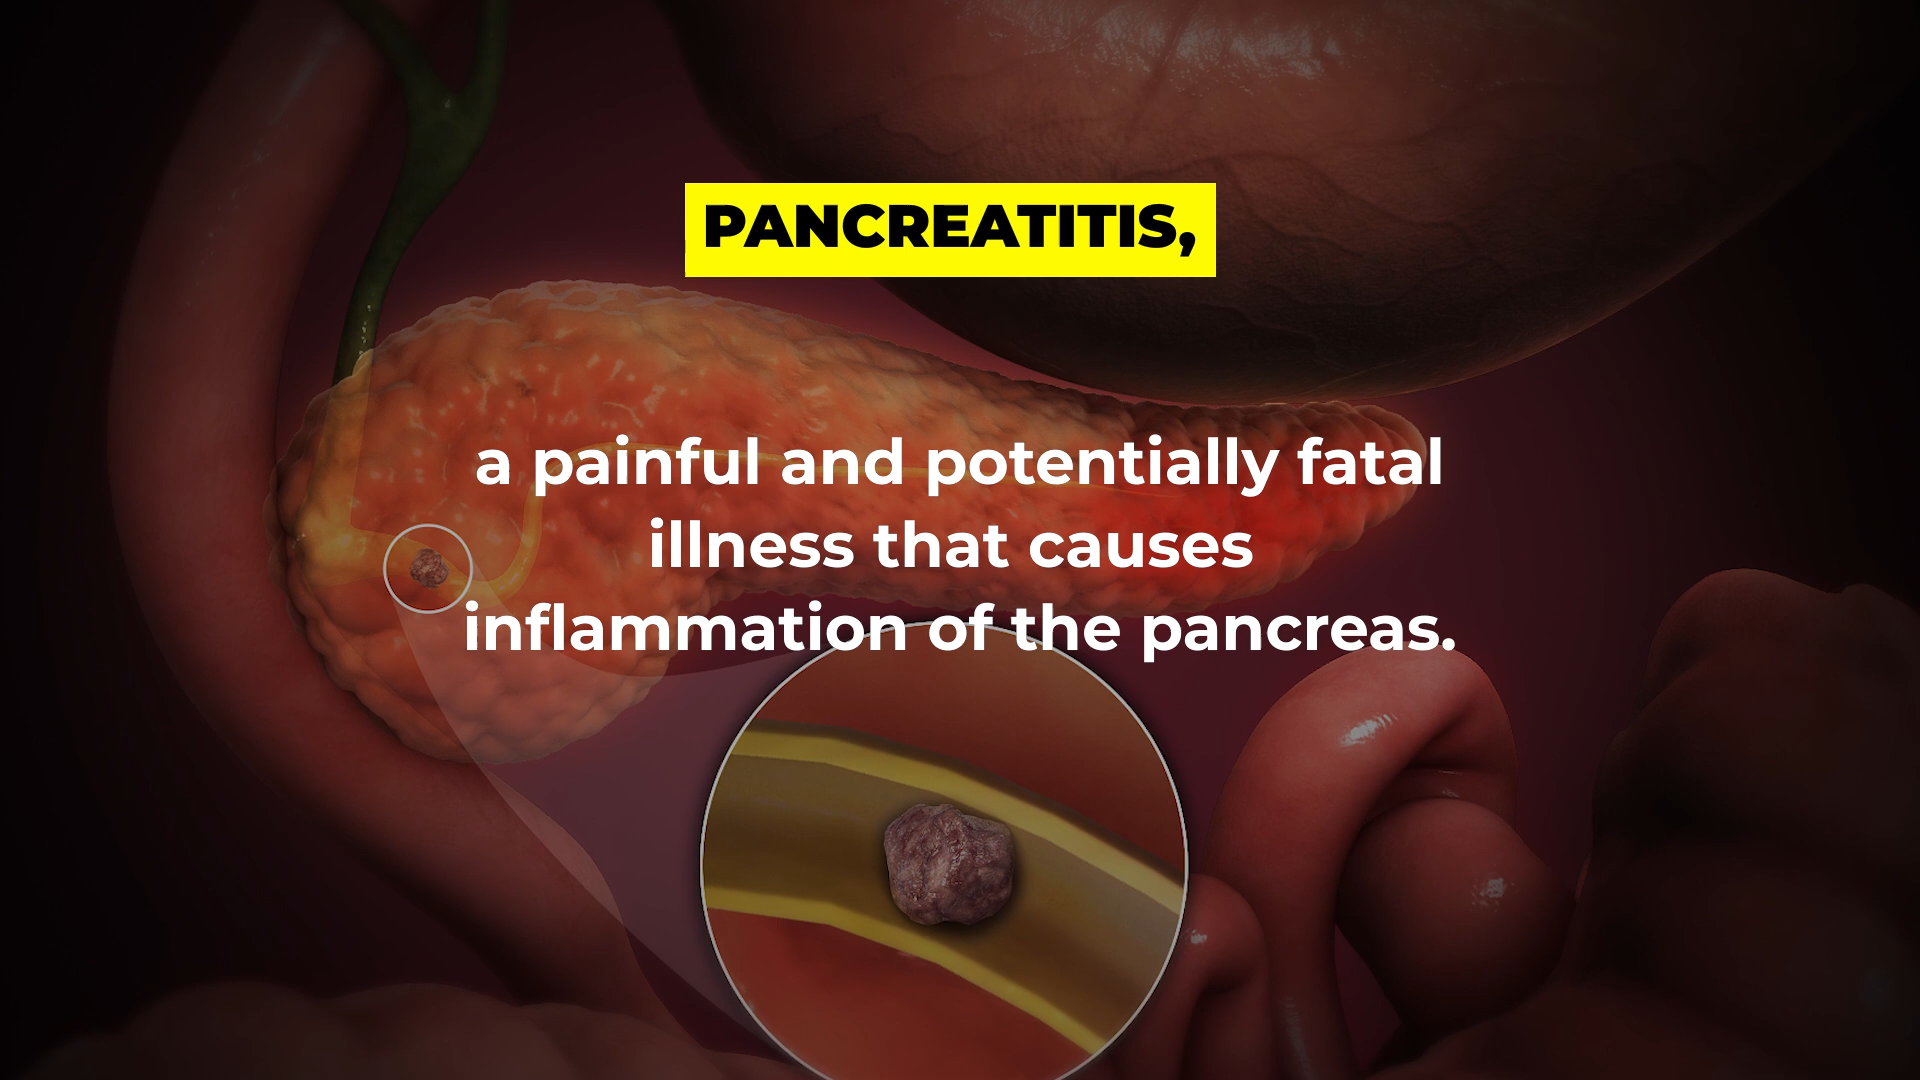 PANCREATITIS,
a painful and potentially fatal
illness that causes
inflammation of the pancreas.